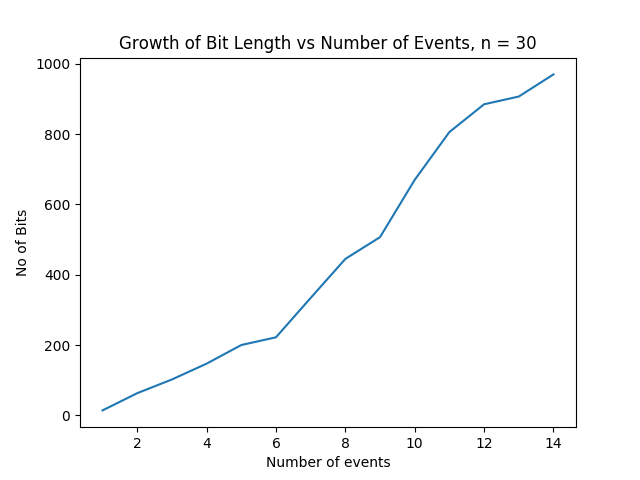 Growth of Bit Length vs Number of Events, n = 30
1000
800
600
400
200
0
No of Bits
2 4 6 8 10 12 14
Number of events